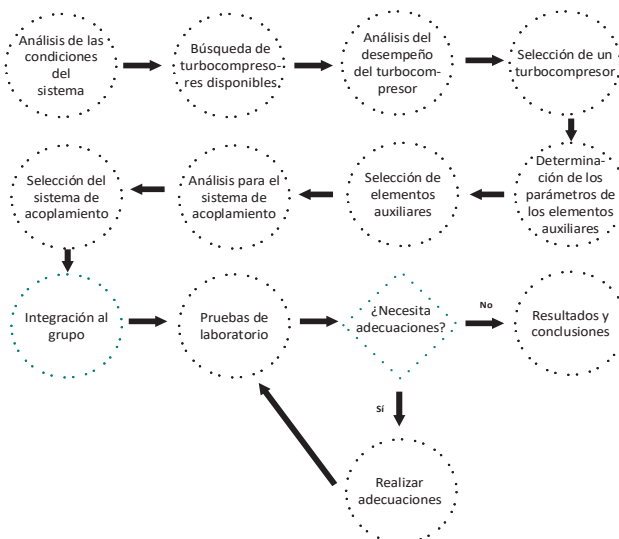 Análisis de las
condiciones
del
sistema
Búsqueda de
turbocompreso-
res disponibles
Análisis del
desempeño
del turbocom-
presor
Selección de un
turbocompresor
Selección del
sistema de
acoplamiento
Análisis para el
sistema de
acoplamiento
Selección de
elementos
auxiliares
Determina-
ción de los
parámetros de
los elementos
auxiliares
Integración al
grupo
Pruebas de
laboratorio
¿Necesita
adecuaciones?
No
Resultados y
conclusiones
Sí
Realizar
adecuaciones